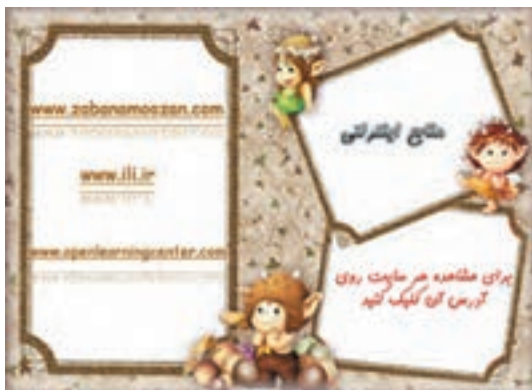 منابع اینترنتی
برای مشاهده هر سایت روی
آدرس آن کلیک کنید
www.zabanamoozan.com
www.ili.ir
www.openlearningcenter.com